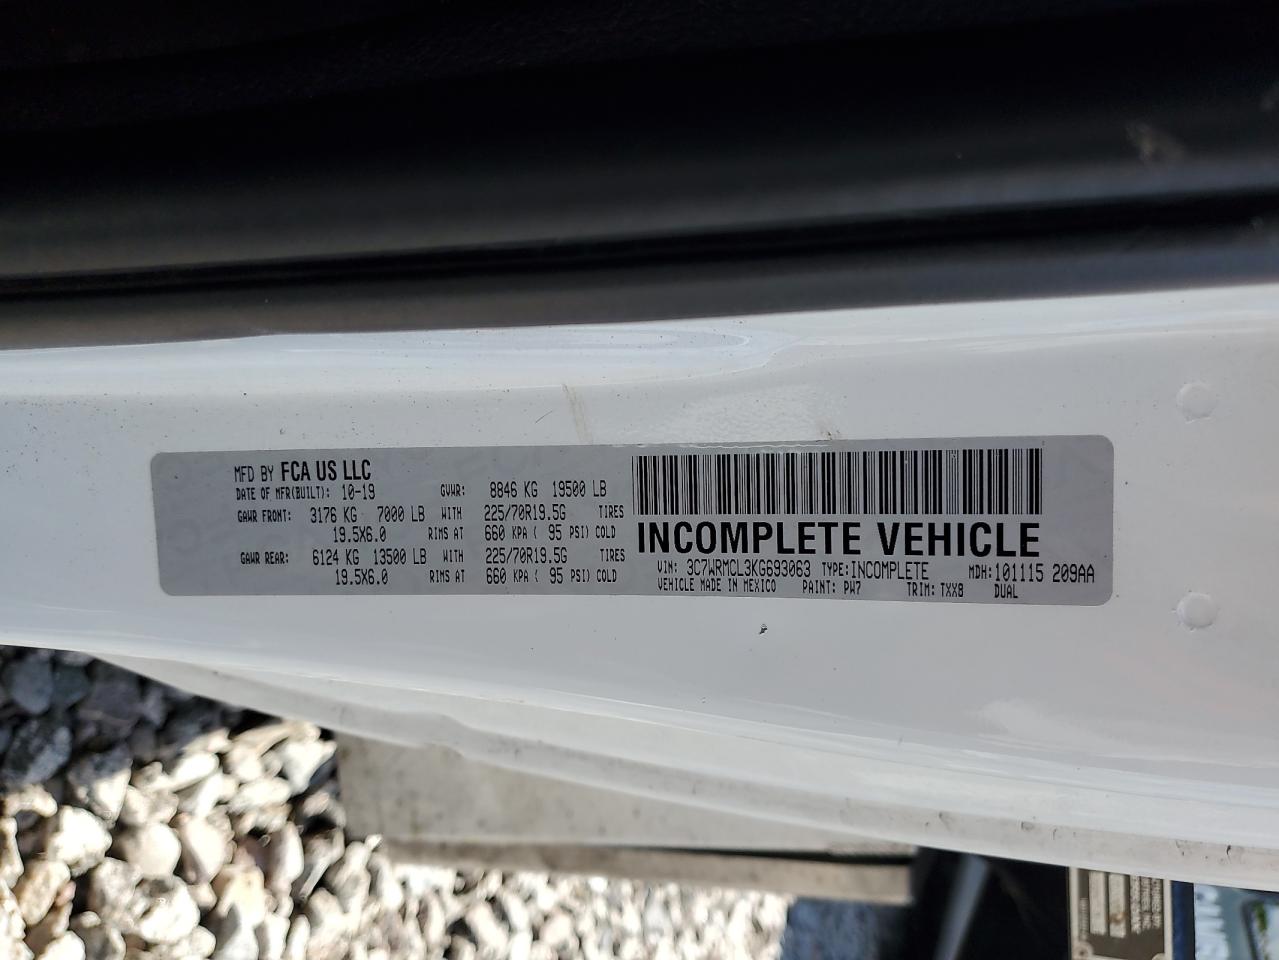 MFD BY FCA US LLC
DATE OF MFR(BUILT): 10-19 GVWR: 8846 KG 19500 LB
GAWR FRONT: 3176 KG 7000 LB WITH 225/70R19.5G TIRES
19.5X6.0 RIMS AT 660 KPA ( 95 PSI) COLD
GAWR REAR: 6124 KG 13500 LB WITH 225/70R19.5G TIRES
19.5X6.0 RIMS AT 660 KPA ( 95 PSI) COLD
INCOMPLETE VEHICLE
VIN: 3C7WRMCL3KG693063 TYPE: INCOMPLETE MDH: 101115 209AA
VEHICLE MADE IN MEXICO PAINT: PW7 TRIM: TXX8 DUAL